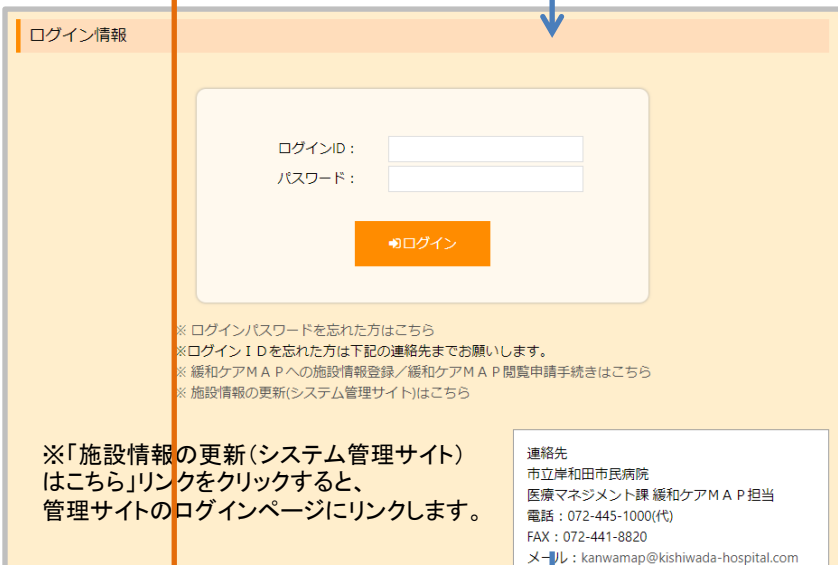 ログイン情報
ログインID：
パスワード：
ログイン
※ ログインパスワードを忘れた方はこちら
※ログインＩＤを忘れた方は下記の連絡先までお願いします。
※ 緩和ケアＭＡＰへの施設情報登録／緩和ケアＭＡＰ閲覧申請手続きはこちら
※ 施設情報の更新(システム管理サイト)はこちら
※「施設情報の更新（システム管理サイト）
はこちら」リンクをクリックすると、
管理サイトのログインページにリンクします。
連絡先
市立岸和田市民病院
医療マネジメント課 緩和ケアＭＡＰ担当
電話：072-445-1000(代)
FAX：072-441-8820
メール：kanwamap@kishiwada-hospital.com